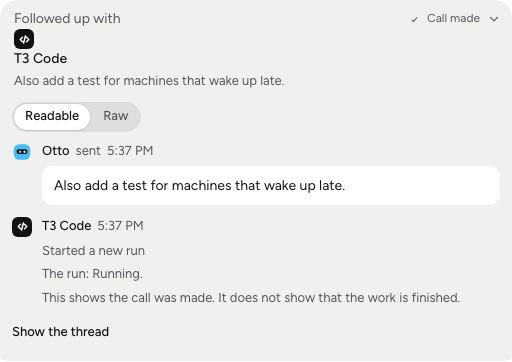 Followed up with
Call made
T3 Code
Also add a test for machines that wake up late.
Readable Raw
Otto sent 5:37 PM
Also add a test for machines that wake up late.
T3 Code 5:37 PM
Started a new run
The run: Running.
This shows the call was made. It does not show that the work is finished.
Show the thread